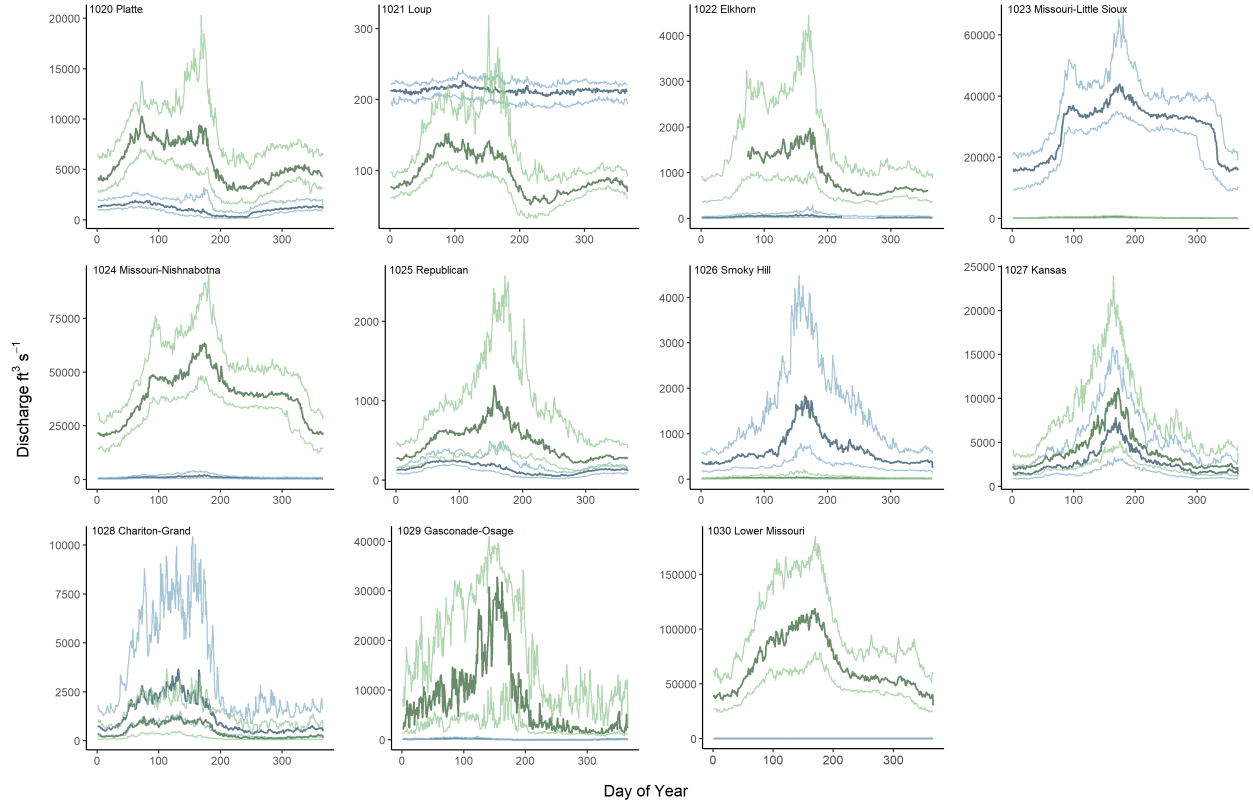 1020 Platte
20000
15000
10000
5000
0
0 100 200 300
1021 Loup
300
200
100
0 100 200 300
1022 Elkhorn
4000
3000
2000
1000
0
0 100 200 300
1023 Missouri-Little Sioux
60000
40000
20000
0
0 100 200 300
1024 Missouri-Nishnabotna
75000
50000
25000
0
0 100 200 300
1025 Republican
2000
1000
0
0 100 200 300
1026 Smoky Hill
4000
3000
2000
1000
0
0 100 200 300
1027 Kansas
25000
20000
15000
10000
5000
0
0 100 200 300
1028 Chariton-Grand
10000
7500
5000
2500
0
0 100 200 300
1029 Gasconade-Osage
40000
30000
20000
10000
0
0 100 200 300
1030 Lower Missouri
150000
100000
50000
0
0 100 200 300
Discharge ft³ s⁻¹
Day of Year